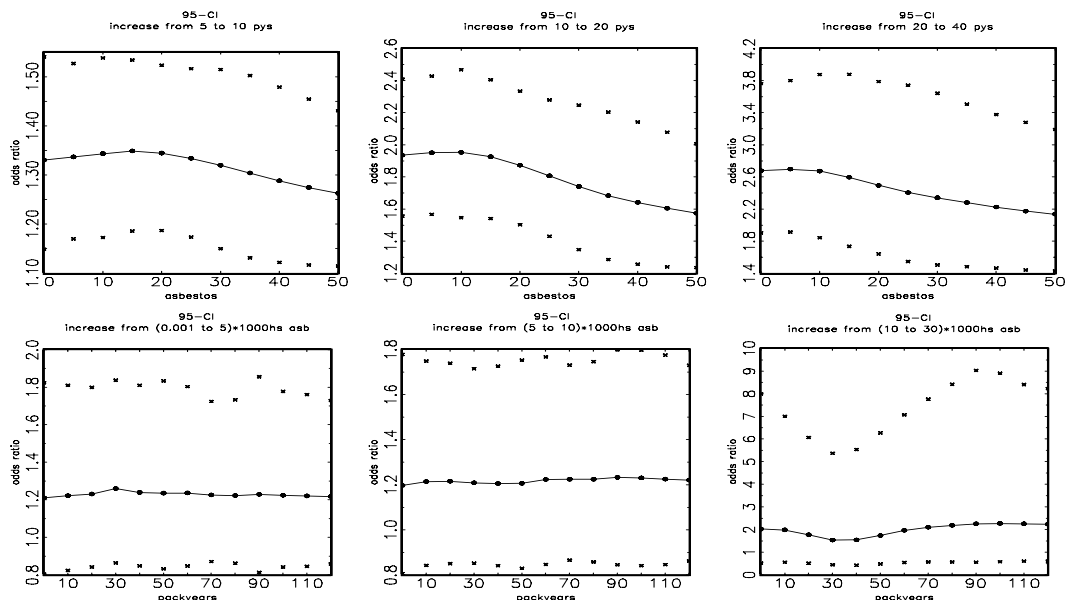 95-CI
increase from 5 to 10 pys
odds ratio
1.10 1.20 1.30 1.40 1.50
0 10 20 30 40 50
asbestos
95-CI
increase from 10 to 20 pys
odds ratio
1.2 1.4 1.6 1.8 2.0 2.2 2.4 2.6
0 10 20 30 40 50
asbestos
95-CI
increase from 20 to 40 pys
odds ratio
1.4 1.8 2.2 2.6 3.0 3.4 3.8 4.2
0 10 20 30 40 50
asbestos
95-CI
increase from (0.001 to 5)*1000hs asb
odds ratio
0.8 1.0 1.2 1.4 1.6 1.8 2.0
10 30 50 70 90 110
packyears
95-CI
increase from (5 to 10)*1000hs asb
odds ratio
0.8 1.0 1.2 1.4 1.6 1.8
10 30 50 70 90 110
packyears
95-CI
increase from (10 to 30)*1000hs asb
odds ratio
0 1 2 3 4 5 6 7 8 9 10
10 30 50 70 90 110
packyears